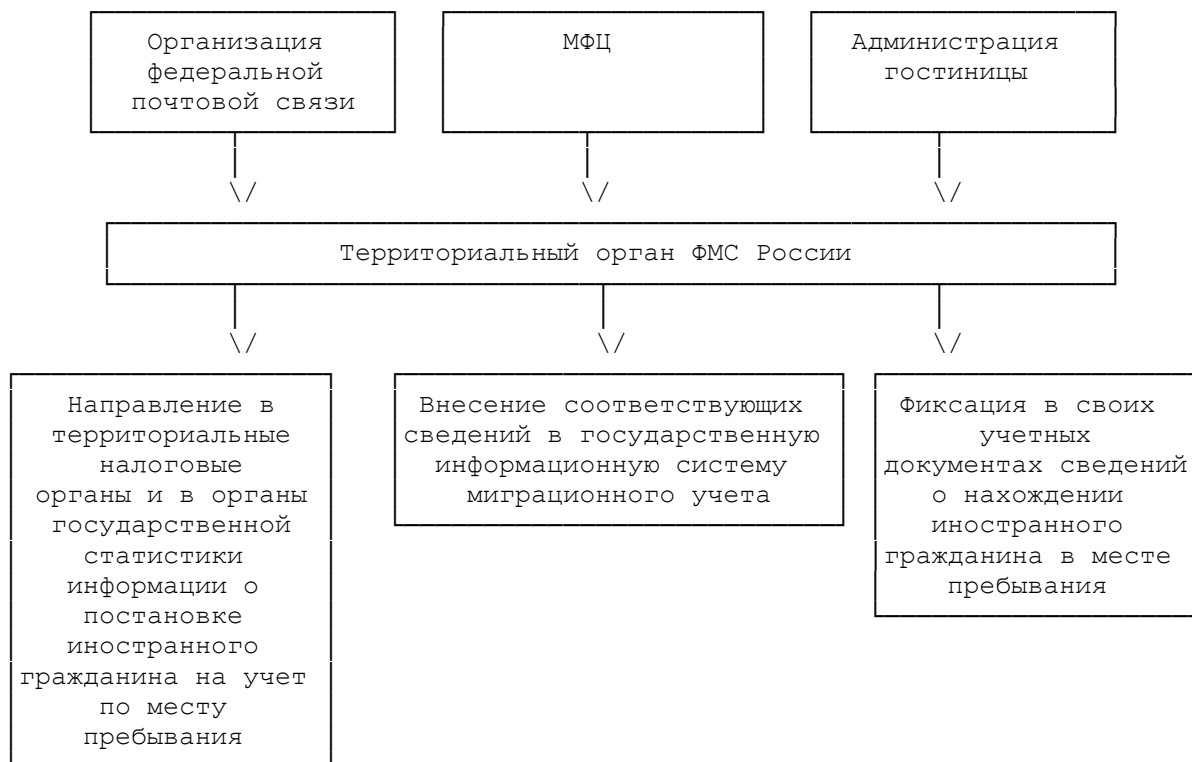 Организация
федеральной
почтовой связи
МФЦ
Администрация
гостиницы
Территориальный орган ФМС России
Направление в
территориальные
налоговые
органы и в органы
государственной
статистики
информации о
постановке
иностранного
гражданина на учет
по месту
пребывания
Внесение соответствующих
сведений в государственную
информационную систему
миграционного учета
Фиксация в своих
учетных
документах сведений
о нахождении
иностранного
гражданина в месте
пребывания